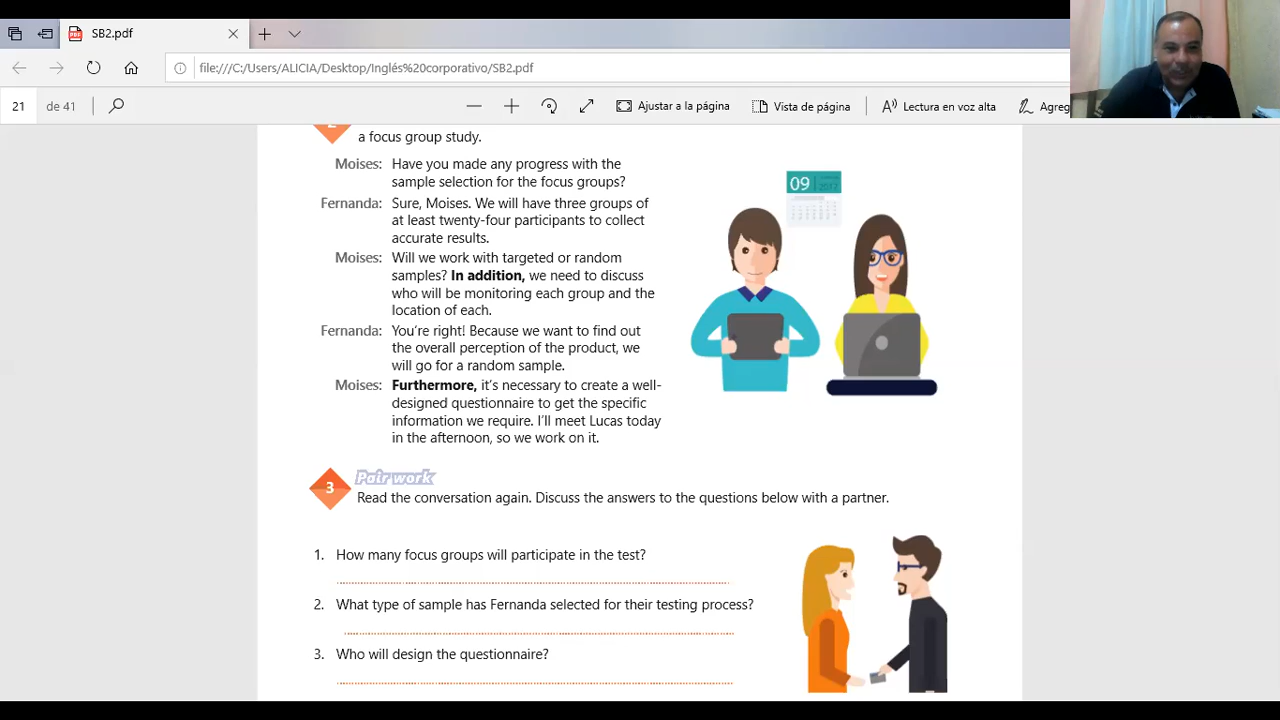 SB2.pdf
file:///C:/Users/ALICIA/Desktop/Inglés%20corporativo/SB2.pdf
21 de 41 Ajustar a la página Vista de página Lectura en voz alta Agreg
a focus group study.
Moises: Have you made any progress with the
sample selection for the focus groups?
Fernanda: Sure, Moises. We will have three groups of
at least twenty-four participants to collect
accurate results.
Moises: Will we work with targeted or random
samples? In addition, we need to discuss
who will be monitoring each group and the
location of each.
Fernanda: You're right! Because we want to find out
the overall perception of the product, we
will go for a random sample.
Moises: Furthermore, it's necessary to create a well-
designed questionnaire to get the specific
information we require. I'll meet Lucas today
in the afternoon, so we work on it.
09
3 Pair work
Read the conversation again. Discuss the answers to the questions below with a partner.
1. How many focus groups will participate in the test?
2. What type of sample has Fernanda selected for their testing process?
3. Who will design the questionnaire?